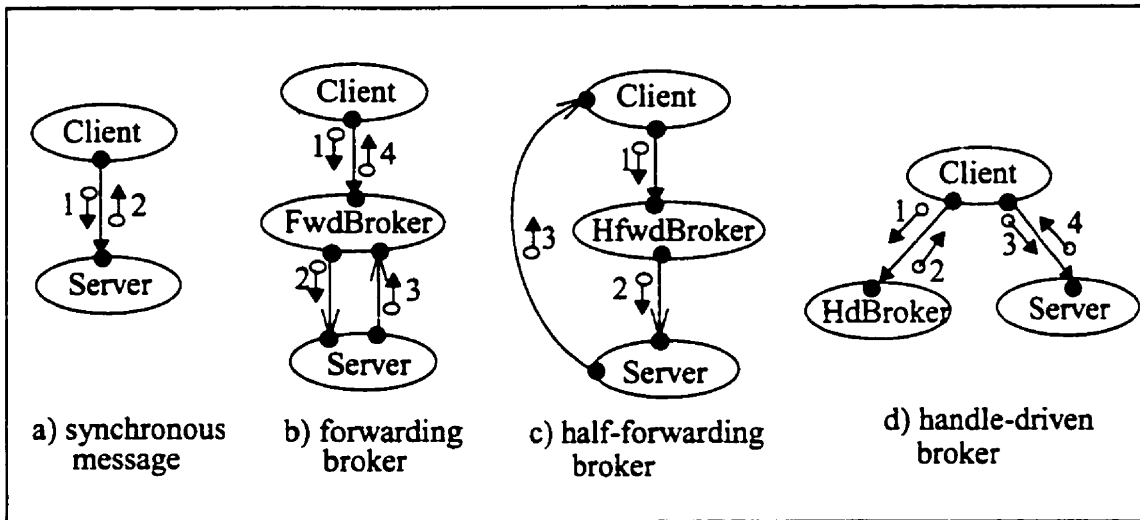 Client
1
2
Server
a) synchronous
message
Client
1
4
FwdBroker
2
3
Server
b) forwarding
broker
Client
1
HfwdBroker
3
2
Server
c) half-forwarding
broker
Client
1
2
3
4
HdBroker
Server
d) handle-driven
broker